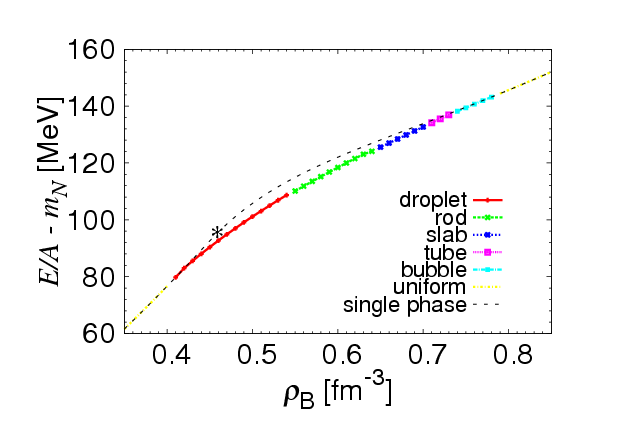 E/A - m_N [MeV]
160
140
120
100
80
60
*
droplet
rod
slab
tube
bubble
uniform
single phase
0.4 0.5 0.6 0.7 0.8
ρ_B [fm^-3]